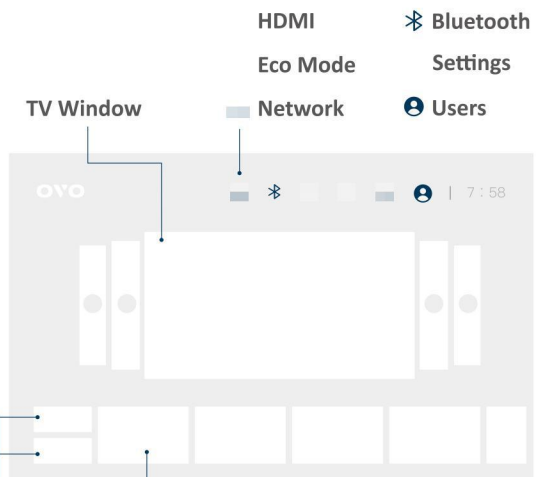 HDMI Bluetooth
Eco Mode Settings
TV Window Network Users
OVO | 7:58